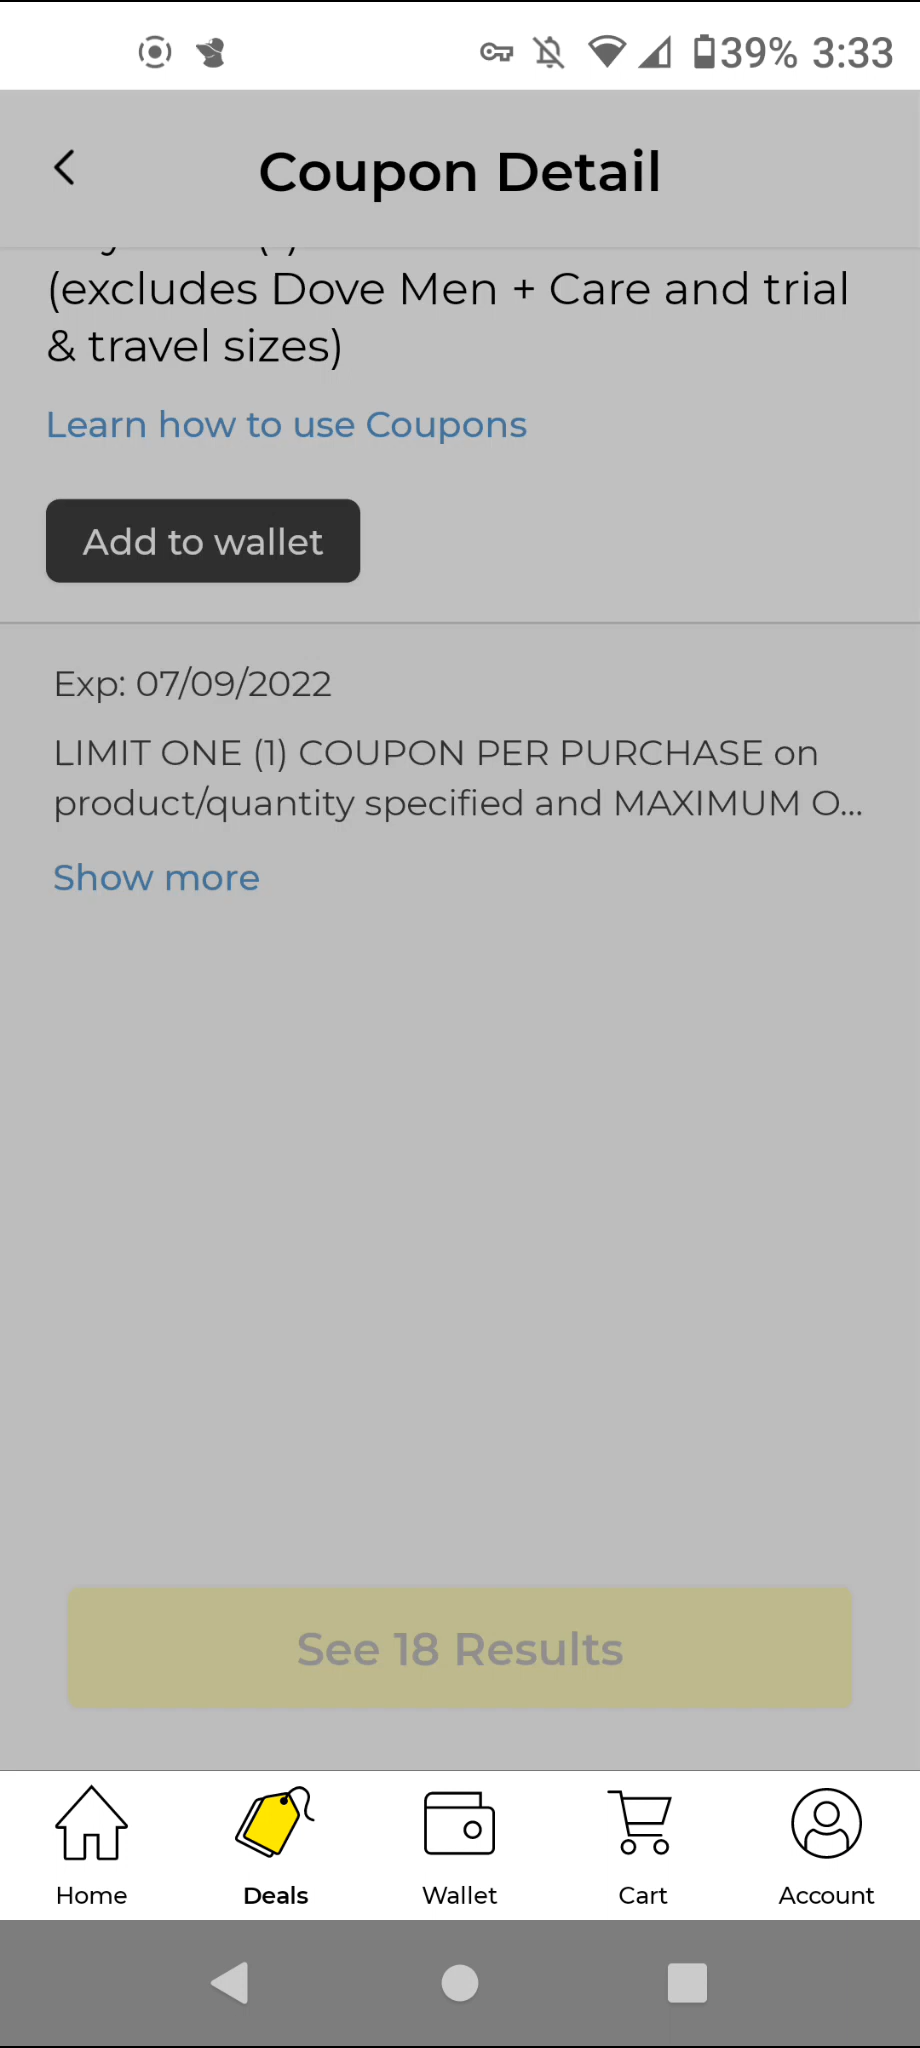 39% 3:33
Coupon Detail
(excludes Dove Men + Care and trial
& travel sizes)
Learn how to use Coupons
Add to wallet
Exp: 07/09/2022
LIMIT ONE (1) COUPON PER PURCHASE on
product/quantity specified and MAXIMUM O...
Show more
See 18 Results
Home
Deals
Wallet
Cart
Account